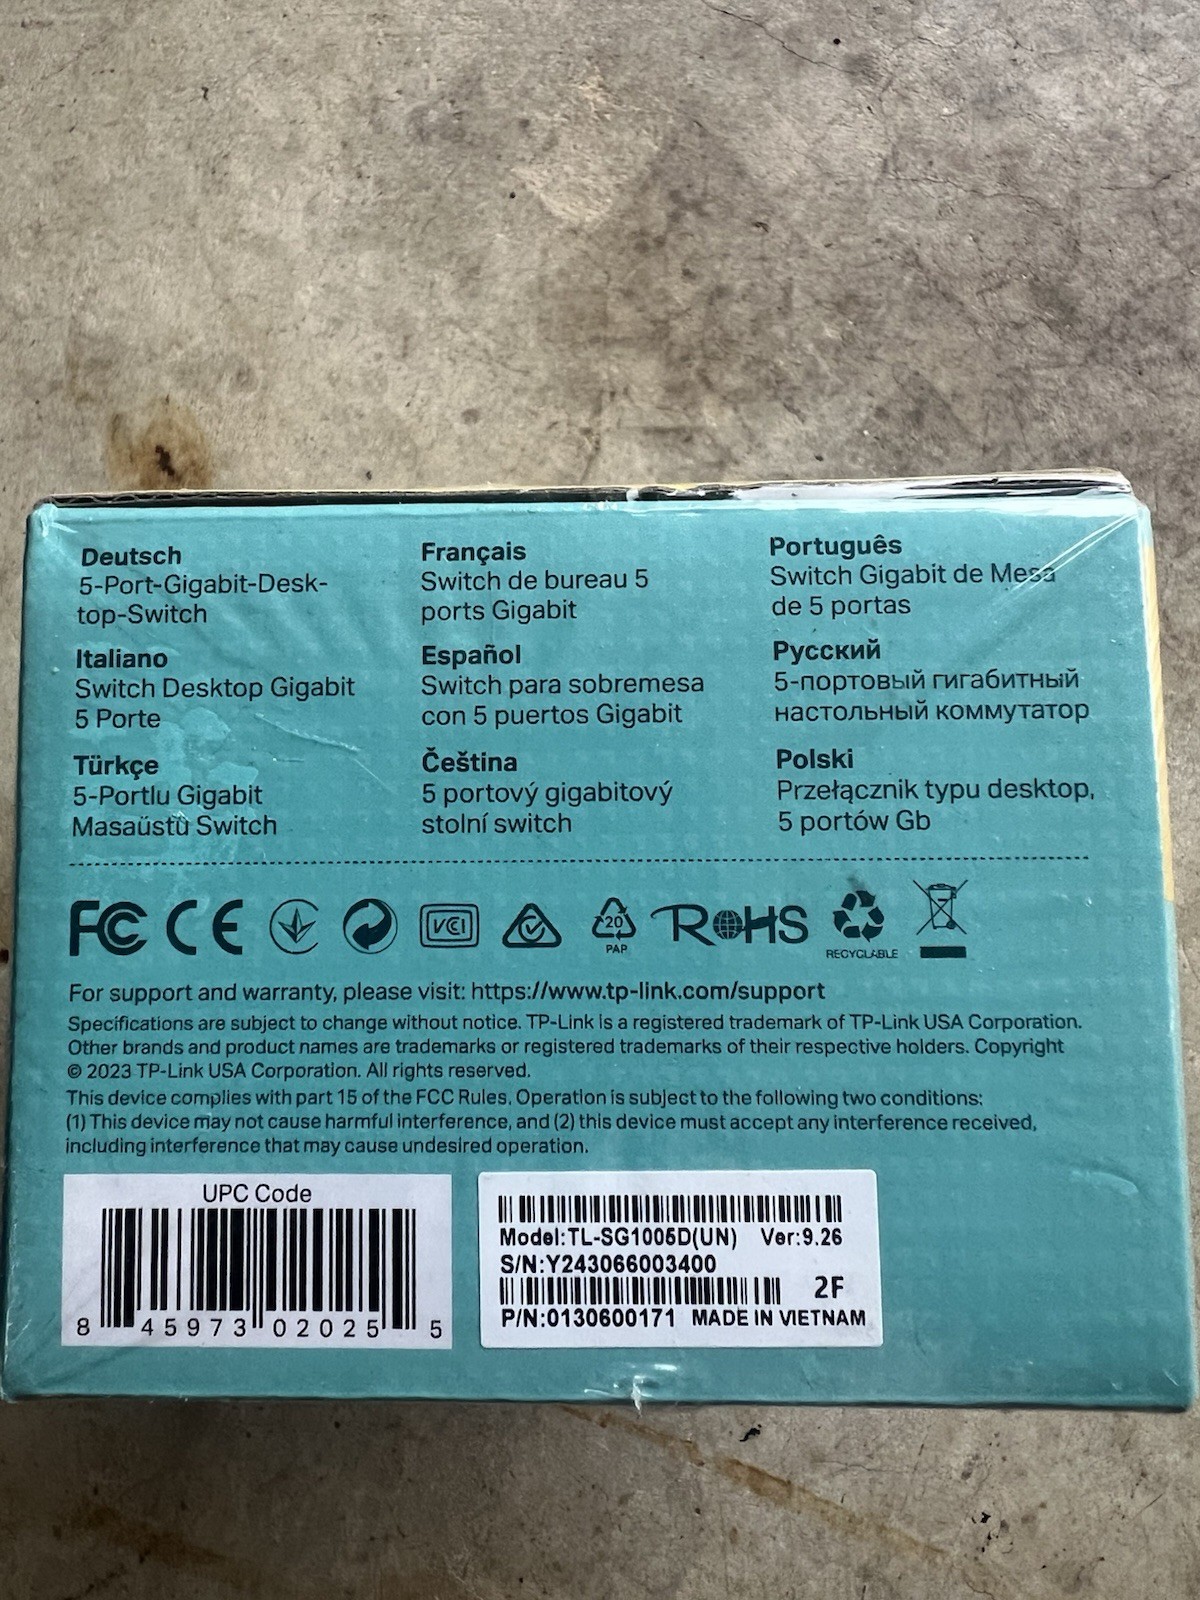 Deutsch
5-Port-Gigabit-Desk-
top-Switch
Français
Switch de bureau 5
ports Gigabit
Português
Switch Gigabit de Mesa
de 5 portas
Italiano
Switch Desktop Gigabit
5 Porte
Español
Switch para sobremesa
con 5 puertos Gigabit
Русский
5-портовый гигабитный
настольный коммутатор
Türkçe
5-Portlu Gigabit
Masaüstü Switch
Čeština
5 portový gigabitový
stolní switch
Polski
Przełącznik typu desktop,
5 portów Gb
FC CE VCI 20 PAP RoHS RECYCLABLE
For support and warranty, please visit: https://www.tp-link.com/support
Specifications are subject to change without notice. TP-Link is a registered trademark of TP-Link USA Corporation.
Other brands and product names are trademarks or registered trademarks of their respective holders. Copyright
© 2023 TP-Link USA Corporation. All rights reserved.
This device complies with part 15 of the FCC Rules. Operation is subject to the following two conditions:
(1) This device may not cause harmful interference, and (2) this device must accept any interference received,
including interference that may cause undesired operation.
UPC Code
8 45973 02025 5
Model:TL-SG1005D(UN) Ver:9.26
S/N:Y243066003400
2F
P/N:0130600171 MADE IN VIETNAM